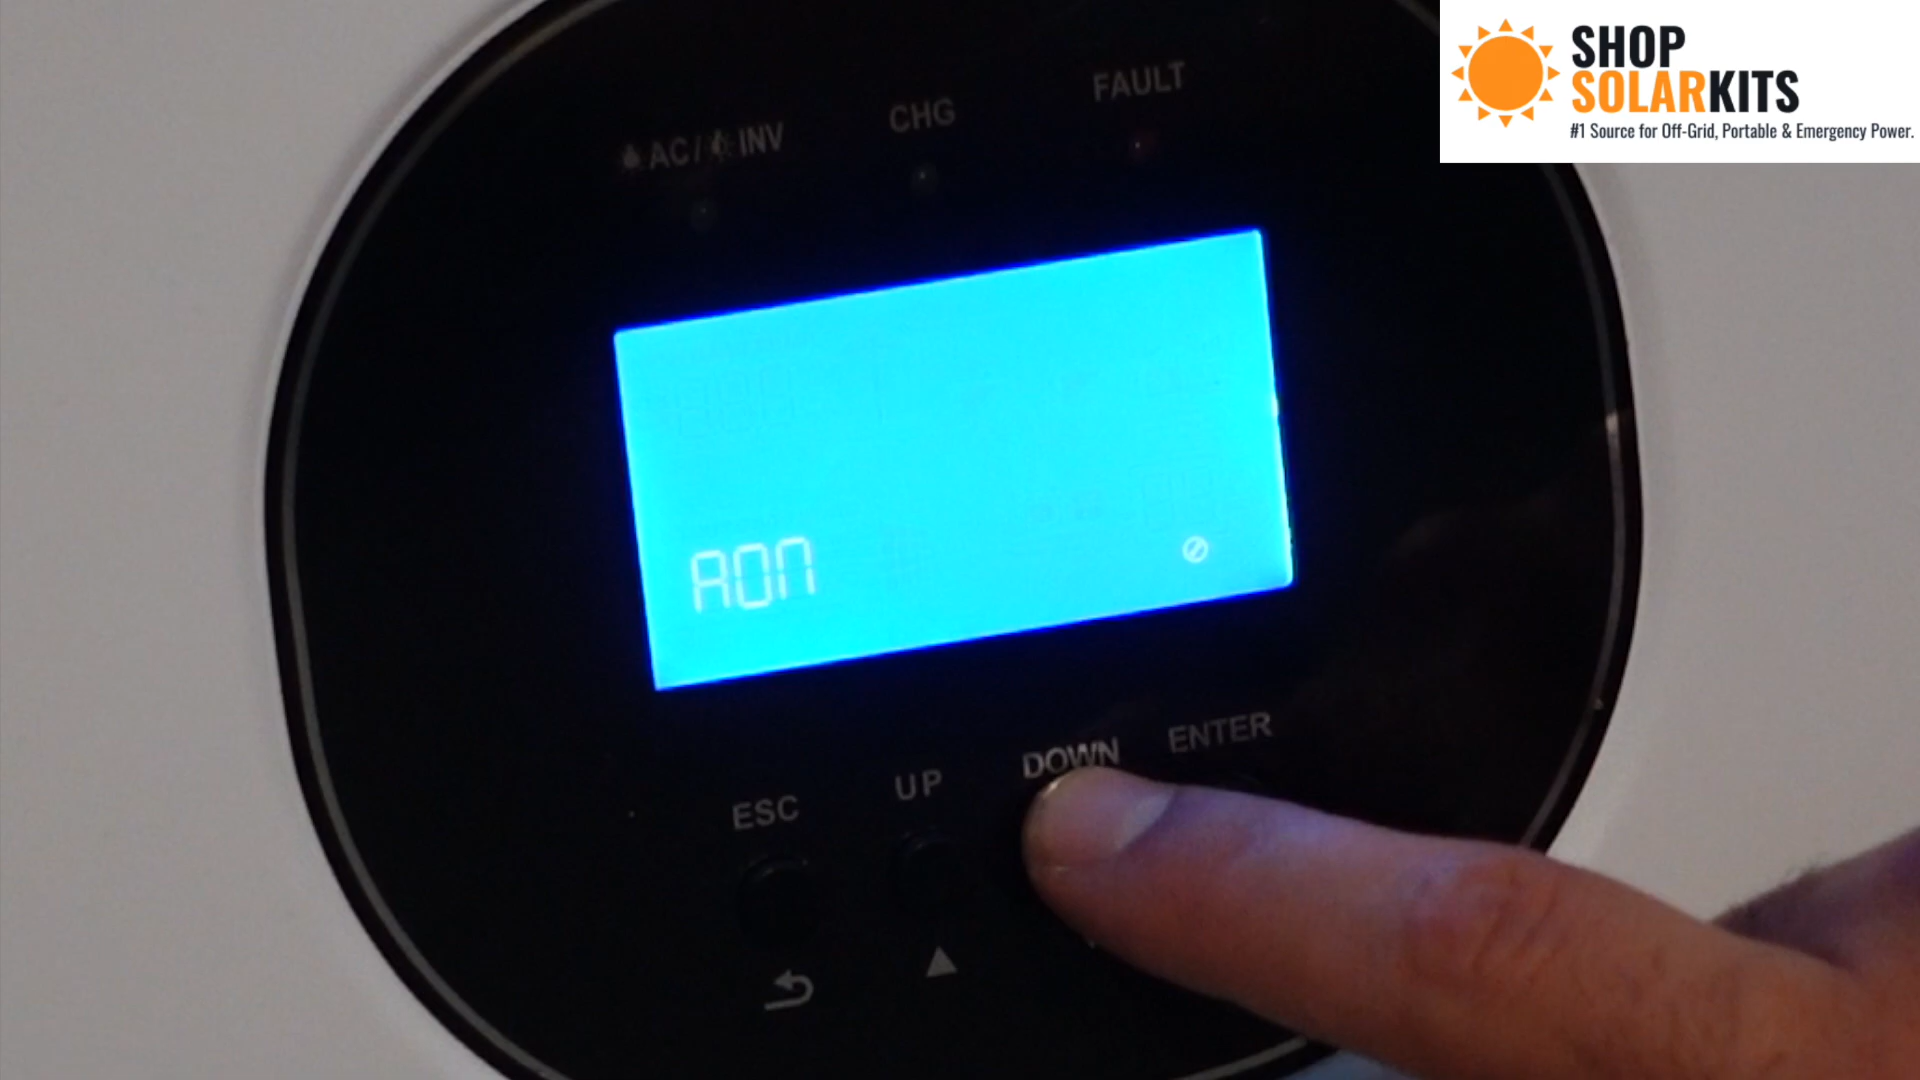 SHOP
SOLARKITS
#1 Source for Off-Grid, Portable & Emergency Power.
AC/ INV
CHG
FAULT
AON
ESC
UP
DOWN
ENTER